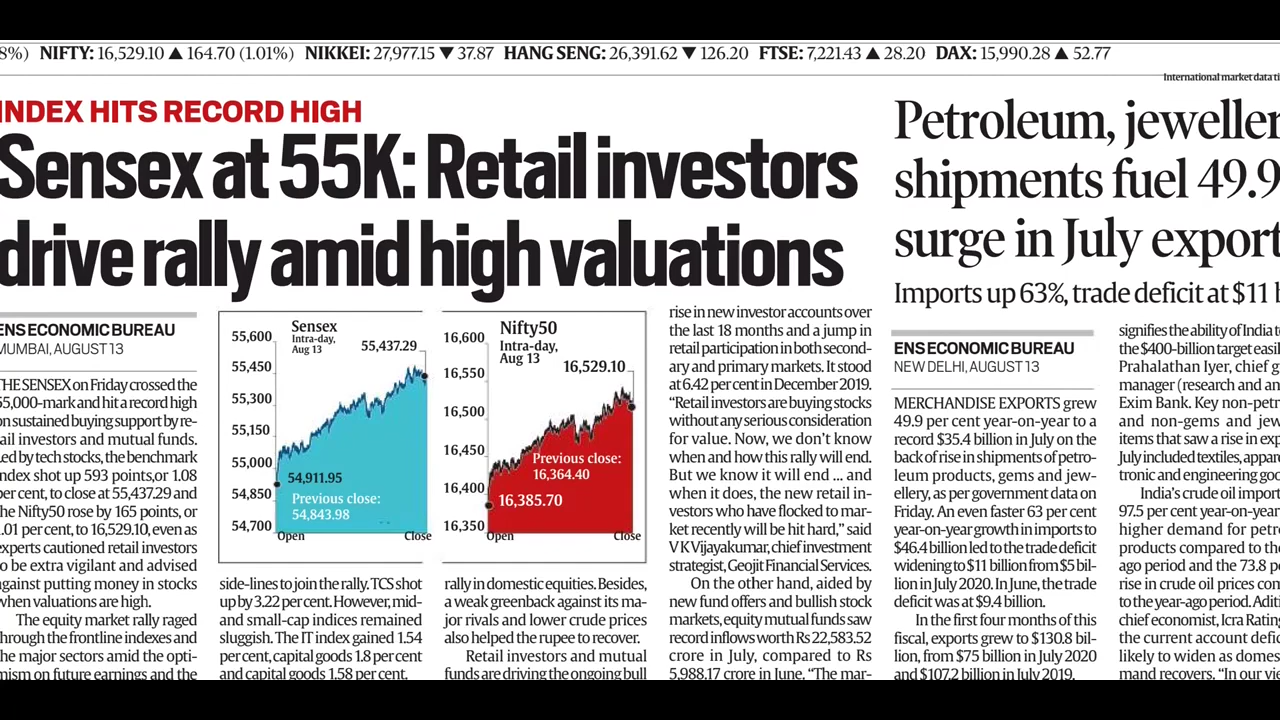 8%) NIFTY: 16,529.10 ▲ 164.70 (1.01%) NIKKEI: 27,977.15 ▼ 37.87 HANG SENG: 26,391.62 ▼ 126.20 FTSE: 7,221.43 ▲ 28.20 DAX: 15,990.28 ▲ 52.77
International market data ti
INDEX HITS RECORD HIGH
Sensex at 55K: Retail investors
drive rally amid high valuations
ENS ECONOMIC BUREAU
MUMBAI, AUGUST 13
THE SENSEX on Friday crossed the
55,000-mark and hit a record high
on sustained buying support by re-
tail investors and mutual funds.
Led by tech stocks, the benchmark
index shot up 593 points, or 1.08
per cent, to close at 55,437.29 and
the Nifty50 rose by 165 points, or
1.01 per cent, to 16,529.10, even as
experts cautioned retail investors
to be extra vigilant and advised
against putting money in stocks
when valuations are high.
The equity market rally raged
through the frontline indexes and
the major sectors amid the opti-
mism on future earnings and the
Sensex
Intra-day,
Aug 13
55,437.29
55,600
55,450
55,300
55,150
55,000
54,850
54,700
54,911.95
Previous close:
54,843.98
Open Close
Nifty50
Intra-day,
Aug 13
16,529.10
16,600
16,550
16,500
16,450
16,400
16,350
Previous close:
16,364.40
16,385.70
Open Close
side-lines to join the rally. TCS shot
up by 3.22 per cent. However, mid-
and small-cap indices remained
sluggish. The IT index gained 1.54
per cent, capital goods 1.8 per cent
and capital goods 1.58 per cent.
rally in domestic equities. Besides,
a weak greenback against its ma-
jor rivals and lower crude prices
also helped the rupee to recover.
Retail investors and mutual
funds are driving the ongoing bull
rise in new investor accounts over
the last 18 months and a jump in
retail participation in both second-
ary and primary markets. It stood
at 6.42 per cent in December 2019.
"Retail investors are buying stocks
without any serious consideration
for value. Now, we don't know
when and how this rally will end.
But we know it will end ... and
when it does, the new retail in-
vestors who have flocked to mar-
ket recently will be hit hard," said
V K Vijayakumar, chief investment
strategist, Geojit Financial Services.
On the other hand, aided by
new fund offers and bullish stock
markets, equity mutual funds saw
record inflows worth Rs 22,583.52
crore in July, compared to Rs
5,988.17 crore in June. "The mar-
Petroleum, jeweller
shipments fuel 49.9
surge in July export
Imports up 63%, trade deficit at $11 b
ENS ECONOMIC BUREAU
NEW DELHI, AUGUST 13
MERCHANDISE EXPORTS grew
49.9 per cent year-on-year to a
record $35.4 billion in July on the
back of rise in shipments of petro-
leum products, gems and jew-
ellery, as per government data on
Friday. An even faster 63 per cent
year-on-year growth in imports to
$46.4 billion led to the trade deficit
widening to $11 billion from $5 bil-
lion in July 2020. In June, the trade
deficit was at $9.4 billion.
In the first four months of this
fiscal, exports grew to $130.8 bil-
lion, from $75 billion in July 2020
and $107.2 billion in July 2019.
signifies the ability of India to
the $400-billion target easil
Prahalathan Iyer, chief g
manager (research and an
Exim Bank. Key non-petr
and non-gems and jew
items that saw a rise in exp
July included textiles, appare
tronic and engineering goo
India's crude oil import
97.5 per cent year-on-year
higher demand for petro
products compared to the
ago period and the 73.8 p
rise in crude oil prices com
to the year-ago period. Aditi
chief economist, Icra Rating
the current account defic
likely to widen as domes
mand recovers. "In our vie